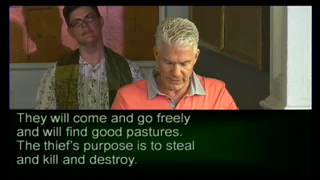 They will come and go freely
and will find good pastures.
The thief's purpose is to steal
and kill and destroy.